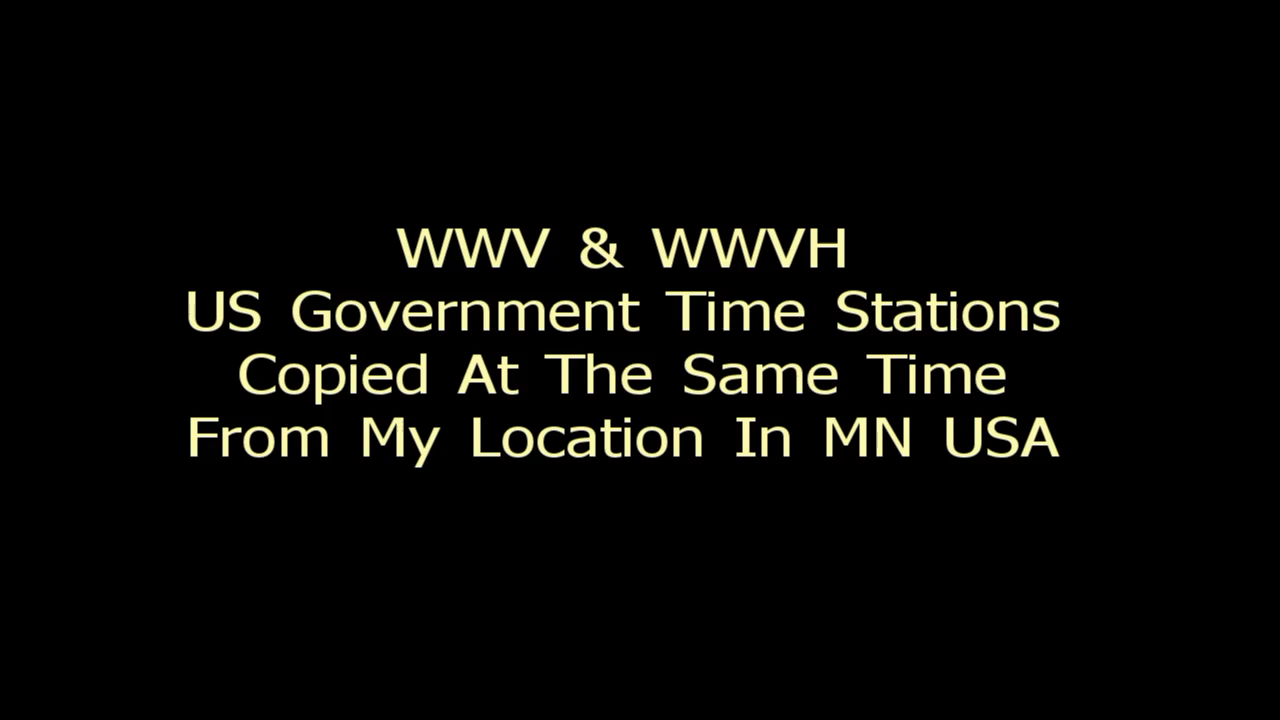 WWV & WWVH
US Government Time Stations
Copied At The Same Time
From My Location In MN USA